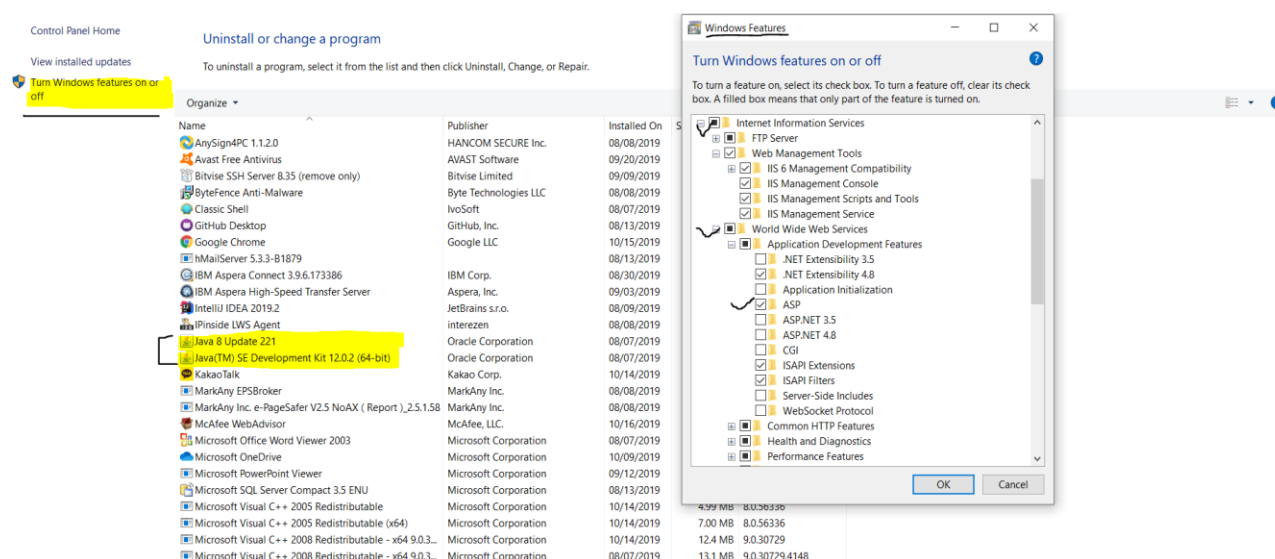 Control Panel Home
View installed updates
Turn Windows features on or
off
Uninstall or change a program
To uninstall a program, select it from the list and then click Uninstall, Change, or Repair.
Organize
Name Publisher Installed On S
AnySign4PC 1.1.2.0 HANCOM SECURE Inc. 08/08/2019
Avast Free Antivirus AVAST Software 09/20/2019
Bitvise SSH Server 8.35 (remove only) Bitvise Limited 09/09/2019
ByteFence Anti-Malware Byte Technologies LLC 08/08/2019
Classic Shell IvoSoft 08/07/2019
GitHub Desktop GitHub, Inc. 08/13/2019
Google Chrome Google LLC 10/15/2019
hMailServer 5.3.3-B1879 08/13/2019
IBM Aspera Connect 3.9.6.173386 IBM Corp. 08/30/2019
IBM Aspera High-Speed Transfer Server Aspera, Inc. 09/03/2019
IntelliJ IDEA 2019.2 JetBrains s.r.o. 08/09/2019
IPinside LWS Agent interezen 08/08/2019
Java 8 Update 221 Oracle Corporation 08/07/2019
Java(TM) SE Development Kit 12.0.2 (64-bit) Oracle Corporation 08/07/2019
KakaoTalk Kakao Corp. 10/14/2019
MarkAny EPSBroker MarkAny Inc. 08/08/2019
MarkAny Inc. e-PageSafer V2.5 NoAX ( Report )_2.5.1.58 MarkAny Inc. 08/08/2019
McAfee WebAdvisor McAfee, LLC. 10/16/2019
Microsoft Office Word Viewer 2003 Microsoft Corporation 08/07/2019
Microsoft OneDrive Microsoft Corporation 10/09/2019
Microsoft PowerPoint Viewer Microsoft Corporation 09/12/2019
Microsoft SQL Server Compact 3.5 ENU Microsoft Corporation 08/13/2019
Microsoft Visual C++ 2005 Redistributable Microsoft Corporation 10/14/2019 4.99 MB 8.0.56336
Microsoft Visual C++ 2005 Redistributable (x64) Microsoft Corporation 10/14/2019 7.00 MB 8.0.56336
Microsoft Visual C++ 2008 Redistributable - x64 9.0.3... Microsoft Corporation 10/14/2019 12.4 MB 9.0.30729
Microsoft Visual C++ 2008 Redistributable - x64 9.0.3... Microsoft Corporation 08/07/2019 13.1 MB 9.0.30729.4148
Windows Features
Turn Windows features on or off
To turn a feature on, select its check box. To turn a feature off, clear its check
box. A filled box means that only part of the feature is turned on.
Internet Information Services
FTP Server
Web Management Tools
IIS 6 Management Compatibility
IIS Management Console
IIS Management Scripts and Tools
IIS Management Service
World Wide Web Services
Application Development Features
.NET Extensibility 3.5
.NET Extensibility 4.8
Application Initialization
ASP
ASP.NET 3.5
ASP.NET 4.8
CGI
ISAPI Extensions
ISAPI Filters
Server-Side Includes
WebSocket Protocol
Common HTTP Features
Health and Diagnostics
Performance Features
OK Cancel